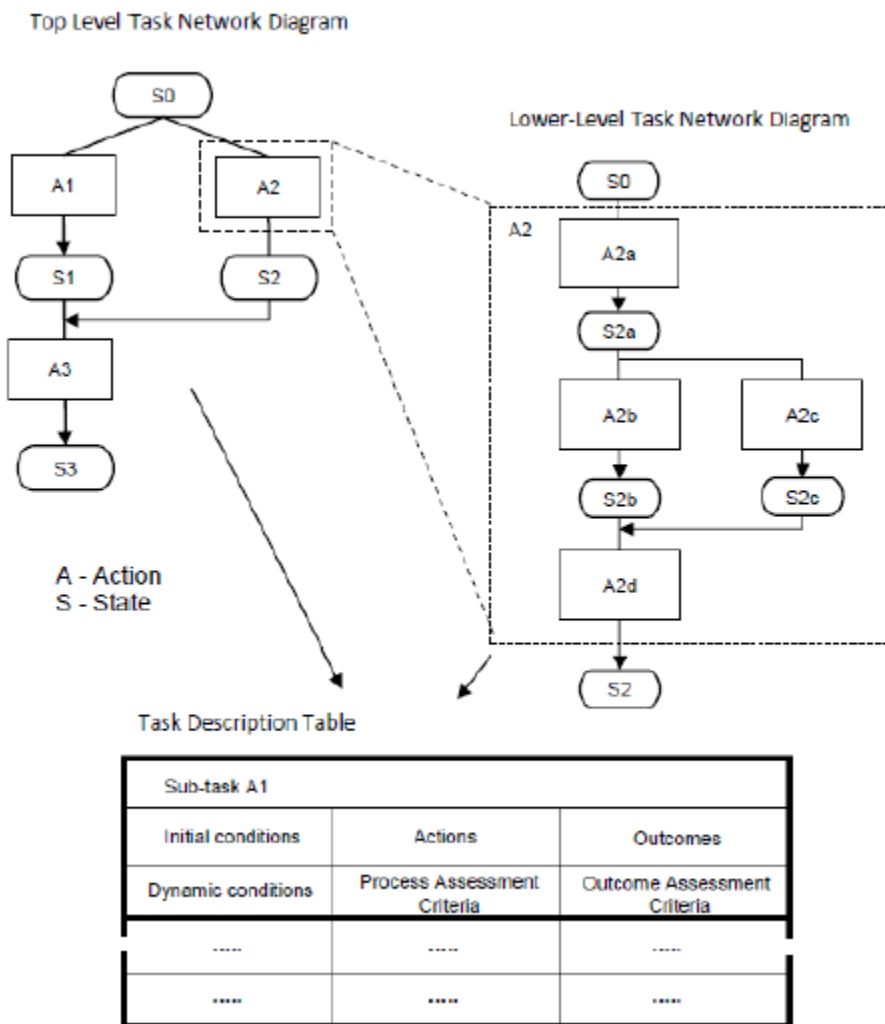 Top Level Task Network Diagram
S0
A1
A2
S1
S2
A3
S3
A - Action
S - State
Lower-Level Task Network Diagram
S0
A2
A2a
S2a
A2b
A2c
S2b
S2c
A2d
S2
Task Description Table
Sub-task A1
Initial conditions
Actions
Outcomes
Dynamic conditions
Process Assessment
Criteria
Outcome Assessment
Criteria
.....
.....
.....
.....
.....
.....